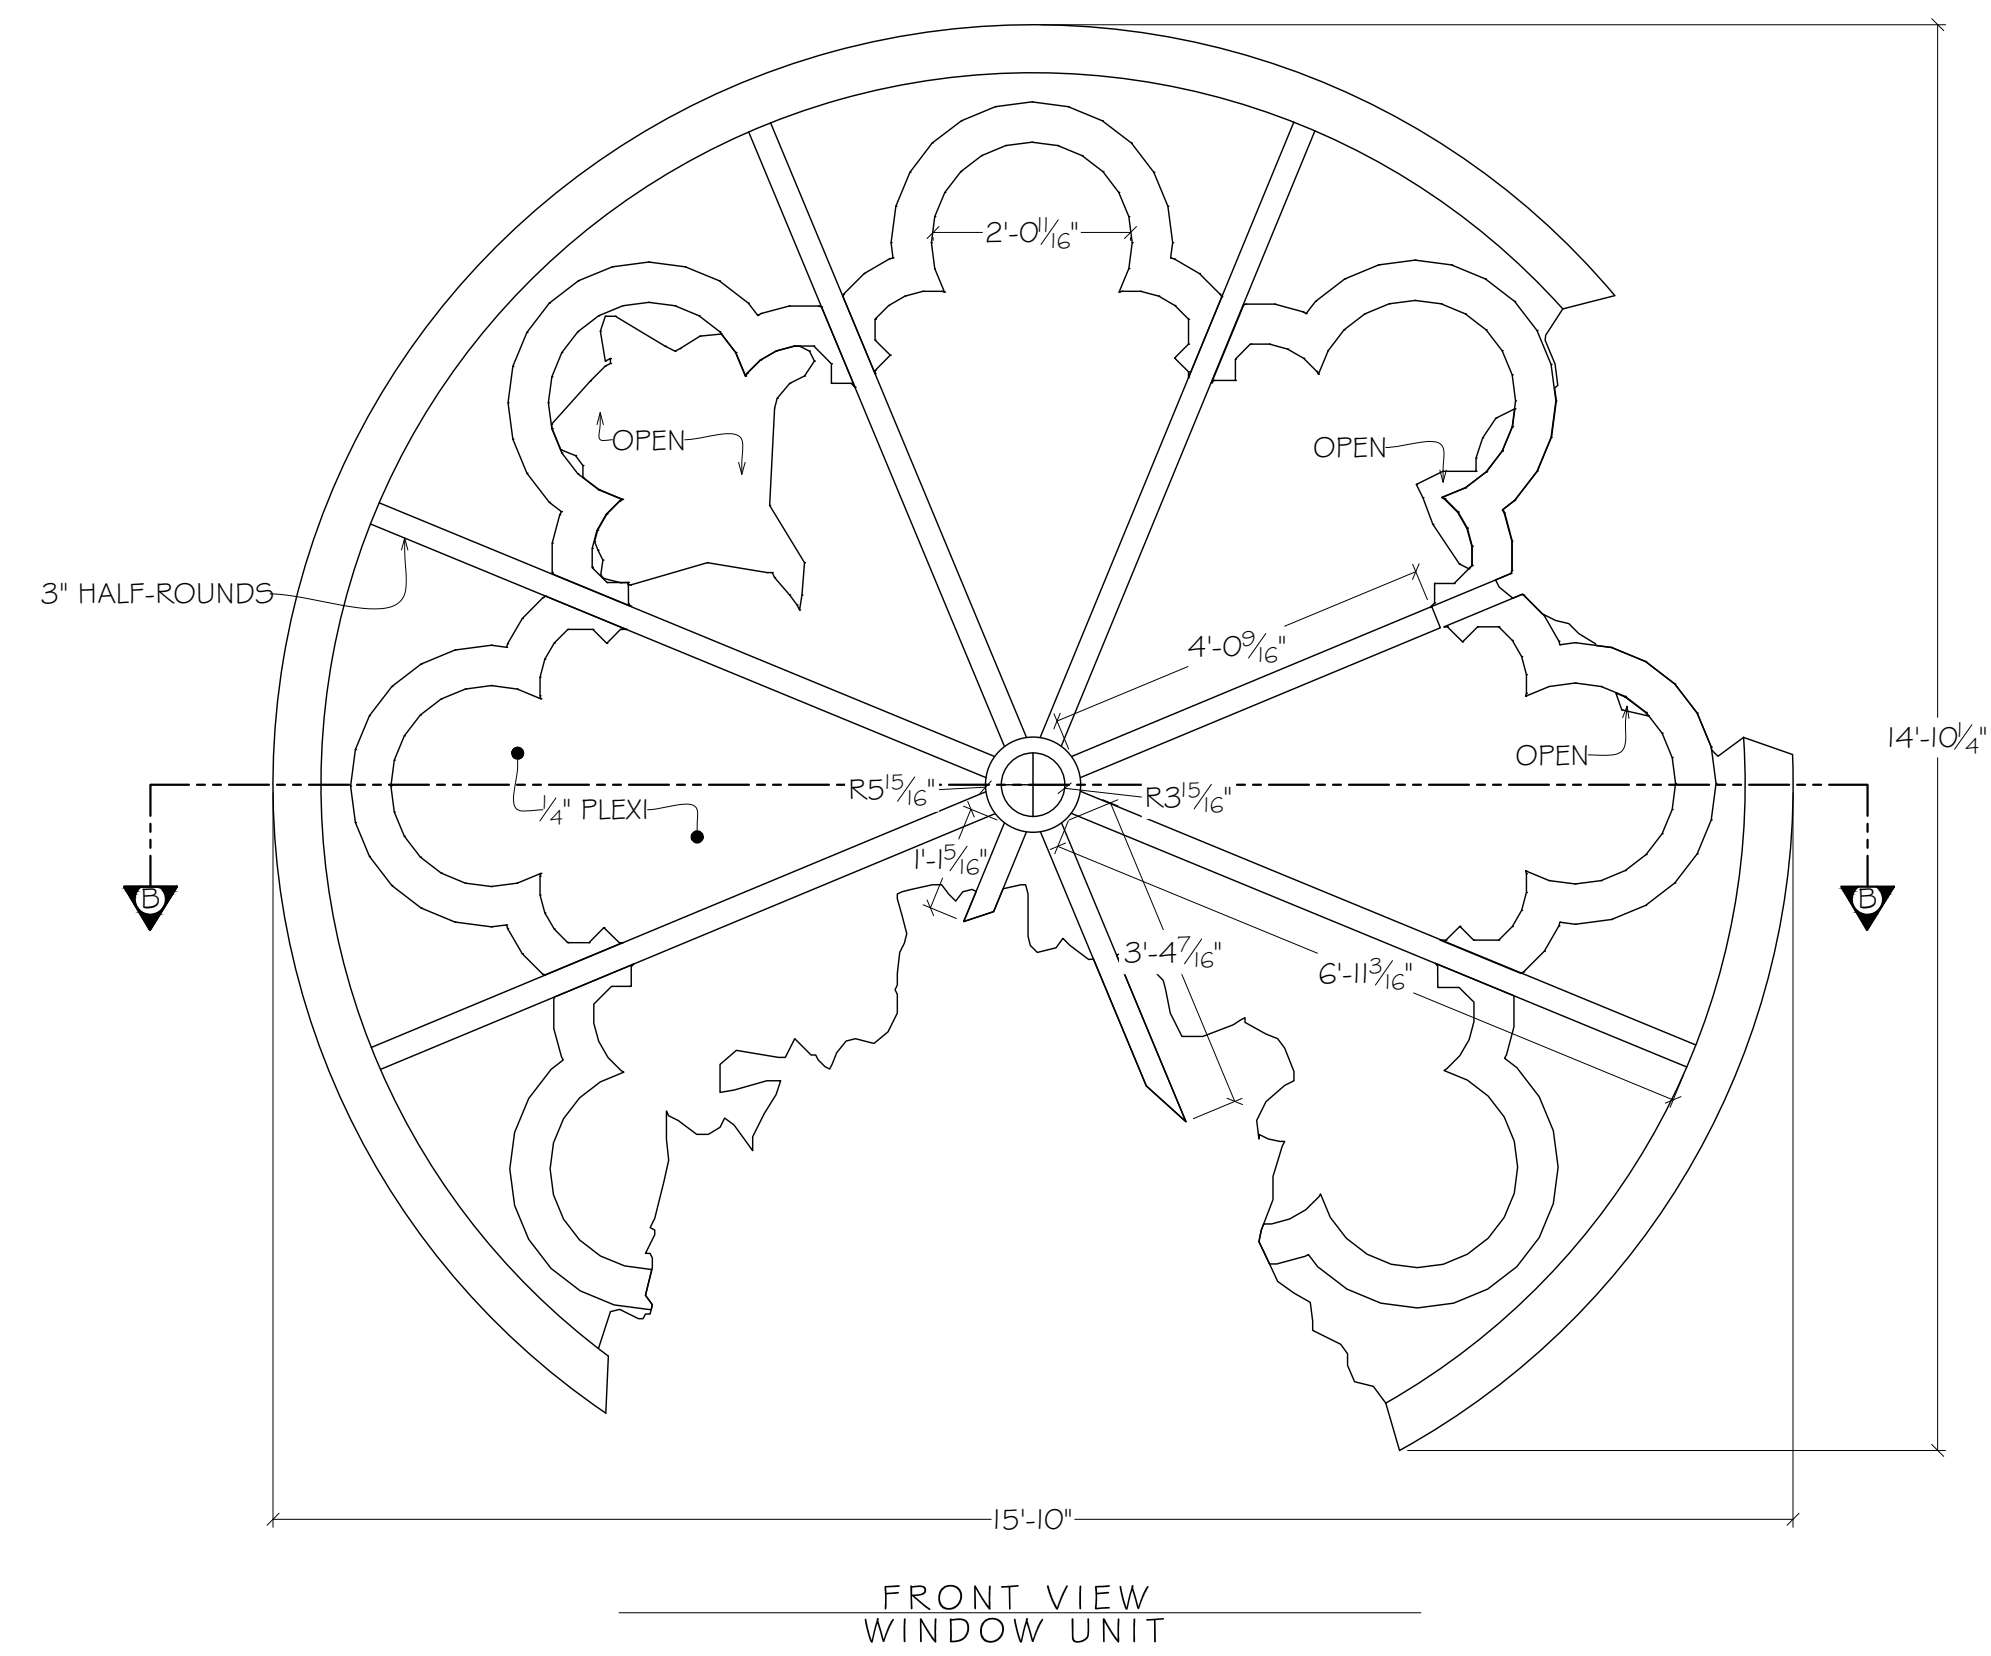 2'-0 11/16"
OPEN
OPEN
3" HALF-ROUNDS
4'-0 9/16"
14'-10 1/4"
OPEN
R5 15/16"
R3 15/16"
1/4" PLEXI
1'-1 5/16"
B
B
3'-4 7/16"
6'-11 3/16"
15'-10"
FRONT VIEW
WINDOW UNIT